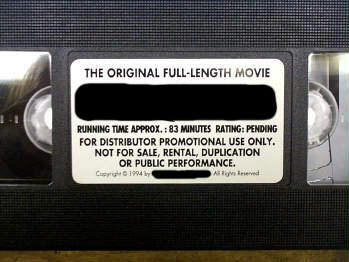 THE ORIGINAL FULL-LENGTH MOVIE
RUNNING TIME APPROX. : 83 MINUTES RATING: PENDING
FOR DISTRIBUTOR PROMOTIONAL USE ONLY.
NOT FOR SALE, RENTAL, DUPLICATION
OR PUBLIC PERFORMANCE.
Copyright © 1994 by All Rights Reserved